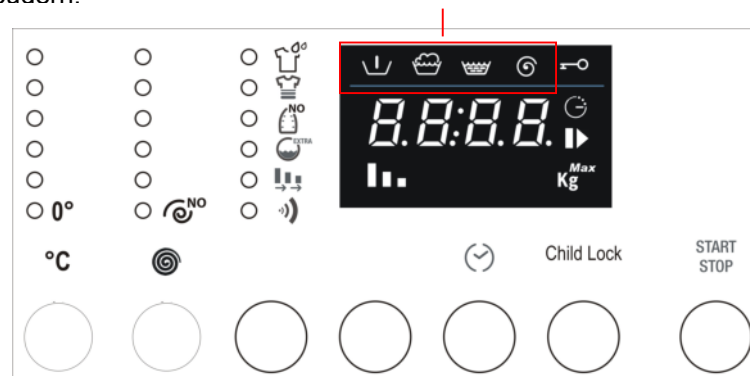 NO
EXTRA
8.8:8.8.
Max
Kg
0°
NO
°C
Child Lock
START
STOP